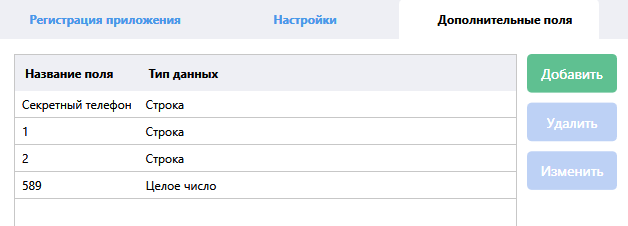 Регистрация приложения Настройки Дополнительные поля
Название поля Тип данных Добавить
Секретный телефон Строка
1 Строка Удалить
2 Строка
589 Целое число Изменить